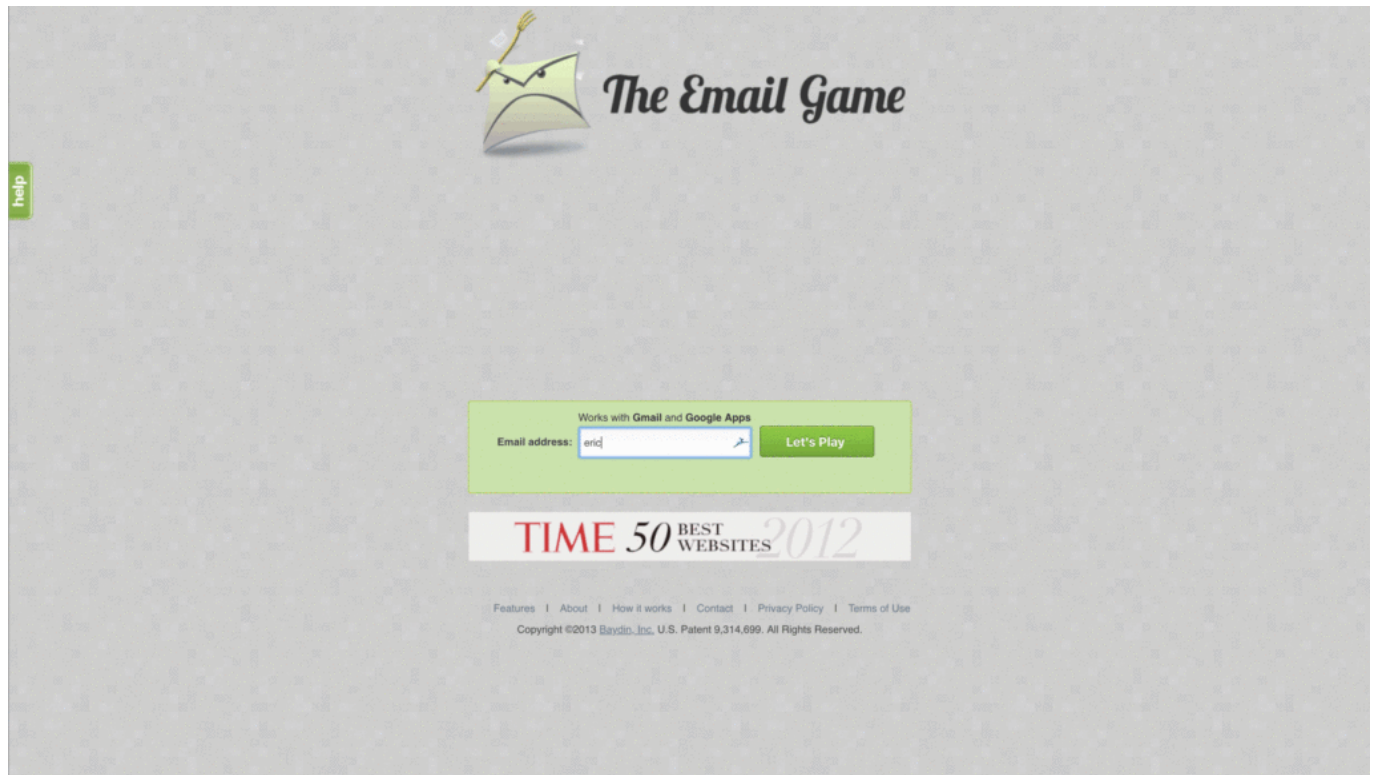 The Email Game
help
Works with Gmail and Google Apps
Email address: eric Let's Play
TIME 50 BEST WEBSITES 2012
Features | About | How it works | Contact | Privacy Policy | Terms of Use
Copyright ©2013 Baydin, Inc. U.S. Patent 9,314,699. All Rights Reserved.